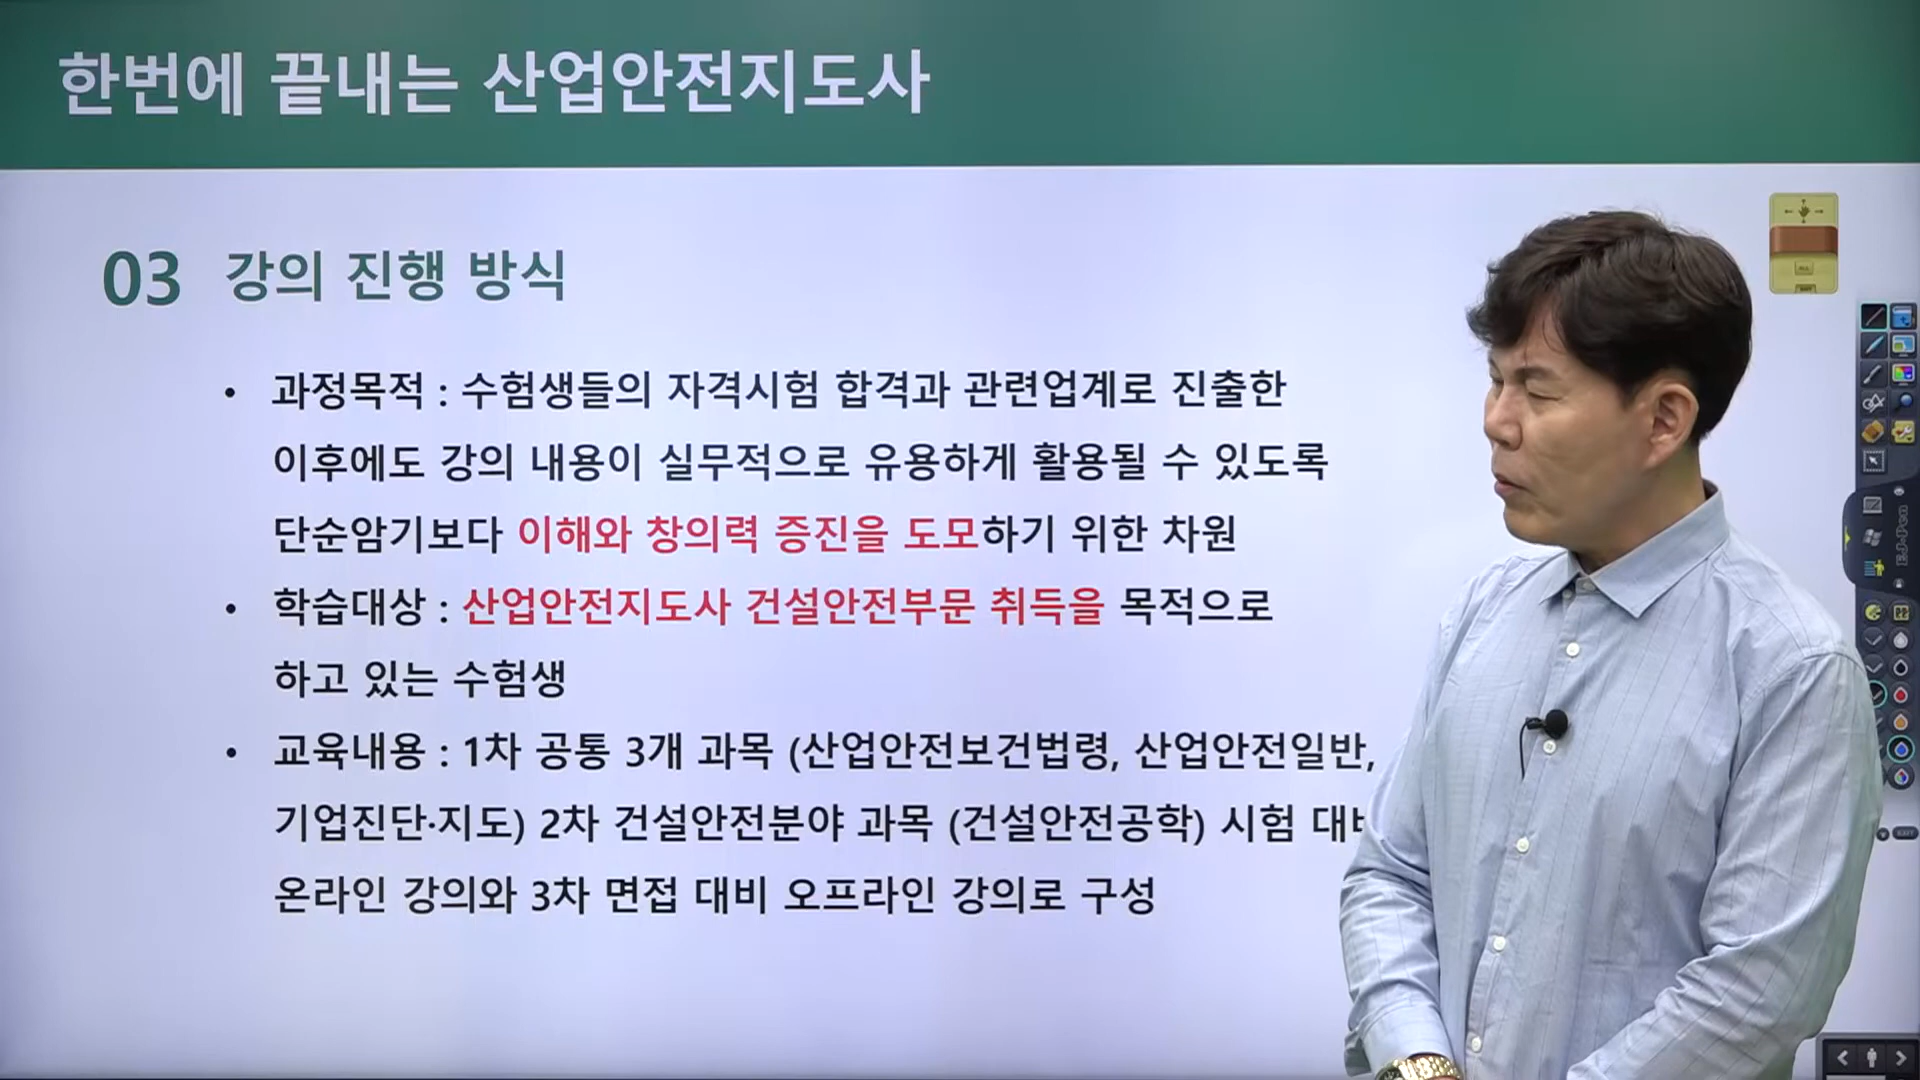 한번에 끝내는 산업안전지도사
03 강의 진행 방식
• 과정목적 : 수험생들의 자격시험 합격과 관련업계로 진출한
이후에도 강의 내용이 실무적으로 유용하게 활용될 수 있도록
단순암기보다 이해와 창의력 증진을 도모하기 위한 차원
• 학습대상 : 산업안전지도사 건설안전부문 취득을 목적으로
하고 있는 수험생
• 교육내용 : 1차 공통 3개 과목 (산업안전보건법령, 산업안전일반,
기업진단·지도) 2차 건설안전분야 과목 (건설안전공학) 시험
온라인 강의와 3차 면접 대비 오프라인 강의로 구성
EXIT